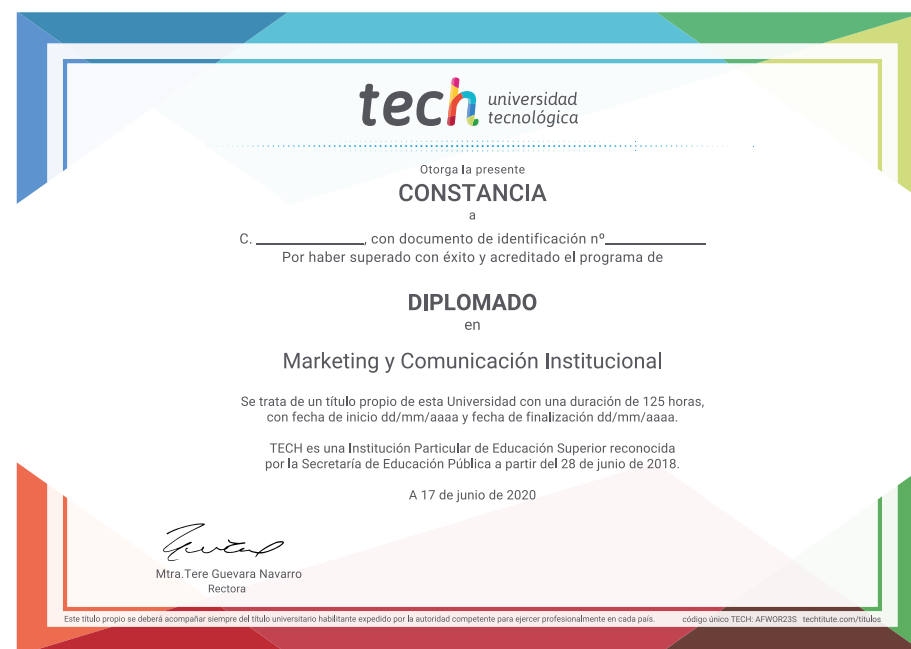 tech universidad
tecnológica
Otorga la presente
CONSTANCIA
a
C. ______________, con documento de identificación nº_____________
Por haber superado con éxito y acreditado el programa de
DIPLOMADO
en
Marketing y Comunicación Institucional
Se trata de un título propio de esta Universidad con una duración de 125 horas,
con fecha de inicio dd/mm/aaaa y fecha de finalización dd/mm/aaaa.
TECH es una Institución Particular de Educación Superior reconocida
por la Secretaría de Educación Pública a partir del 28 de junio de 2018.
A 17 de junio de 2020
Mtra.Tere Guevara Navarro
Rectora
Este título propio se deberá acompañar siempre del título universitario habilitante expedido por la autoridad competente para ejercer profesionalmente en cada país. código único TECH: AFWOR23S techtitute.com/titulos